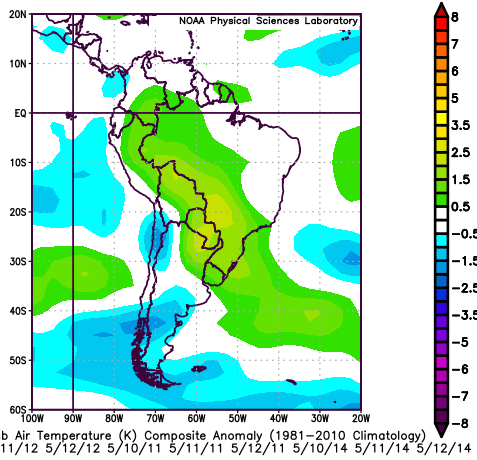 NOAA Physical Sciences Laboratory
20N
10N
EQ
10S
20S
30S
40S
50S
60S
100W 90W 80W 70W 60W 50W 40W 30W 20W
8
7
6
5
4
3.5
2.5
1.5
0.5
-0.5
-1.5
-2.5
-3.5
-5
-6
-7
-8
b Air Temperature (K) Composite Anomaly (1981-2010 Climatology)
11/12 5/12/12 5/10/11 5/11/11 5/12/11 5/10/14 5/11/14 5/12/14